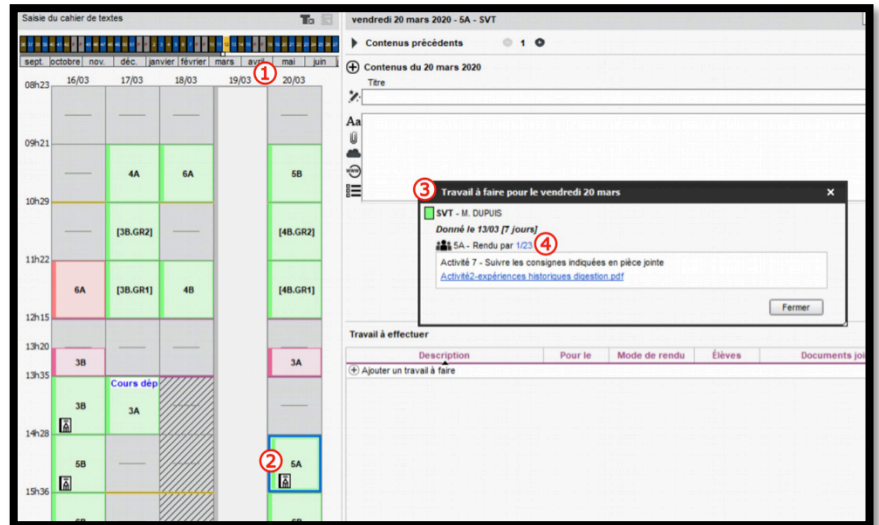 Saisie du cahier de textes
sept. octobre nov. déc. janvier février mars avril mai juin
16/03 17/03 18/03 19/03 20/03
①
08h23
09h21
4A 6A 5B
10h29
[3B.GR2] [4B.GR2]
11h22
6A [3B.GR1] 4B [4B.GR1]
12h15
13h20
3B 3A
13h35
Cours dép
3B 3A
14h28
②
5B 5A
15h36
vendredi 20 mars 2020 - 5A - SVT
Contenus précédents 1
Contenus du 20 mars 2020
Titre
Aa
③ Travail à faire pour le vendredi 20 mars
SVT - M. DUPUIS
Donné le 13/03 [7 jours]
5A - Rendu par 1/23 ④
Activité 7 - Suivre les consignes indiquées en pièce jointe
Activité2-expériences historiques digestion.pdf
Fermer
Travail à effectuer
Description Pour le Mode de rendu Élèves Documents joi
Ajouter un travail à faire